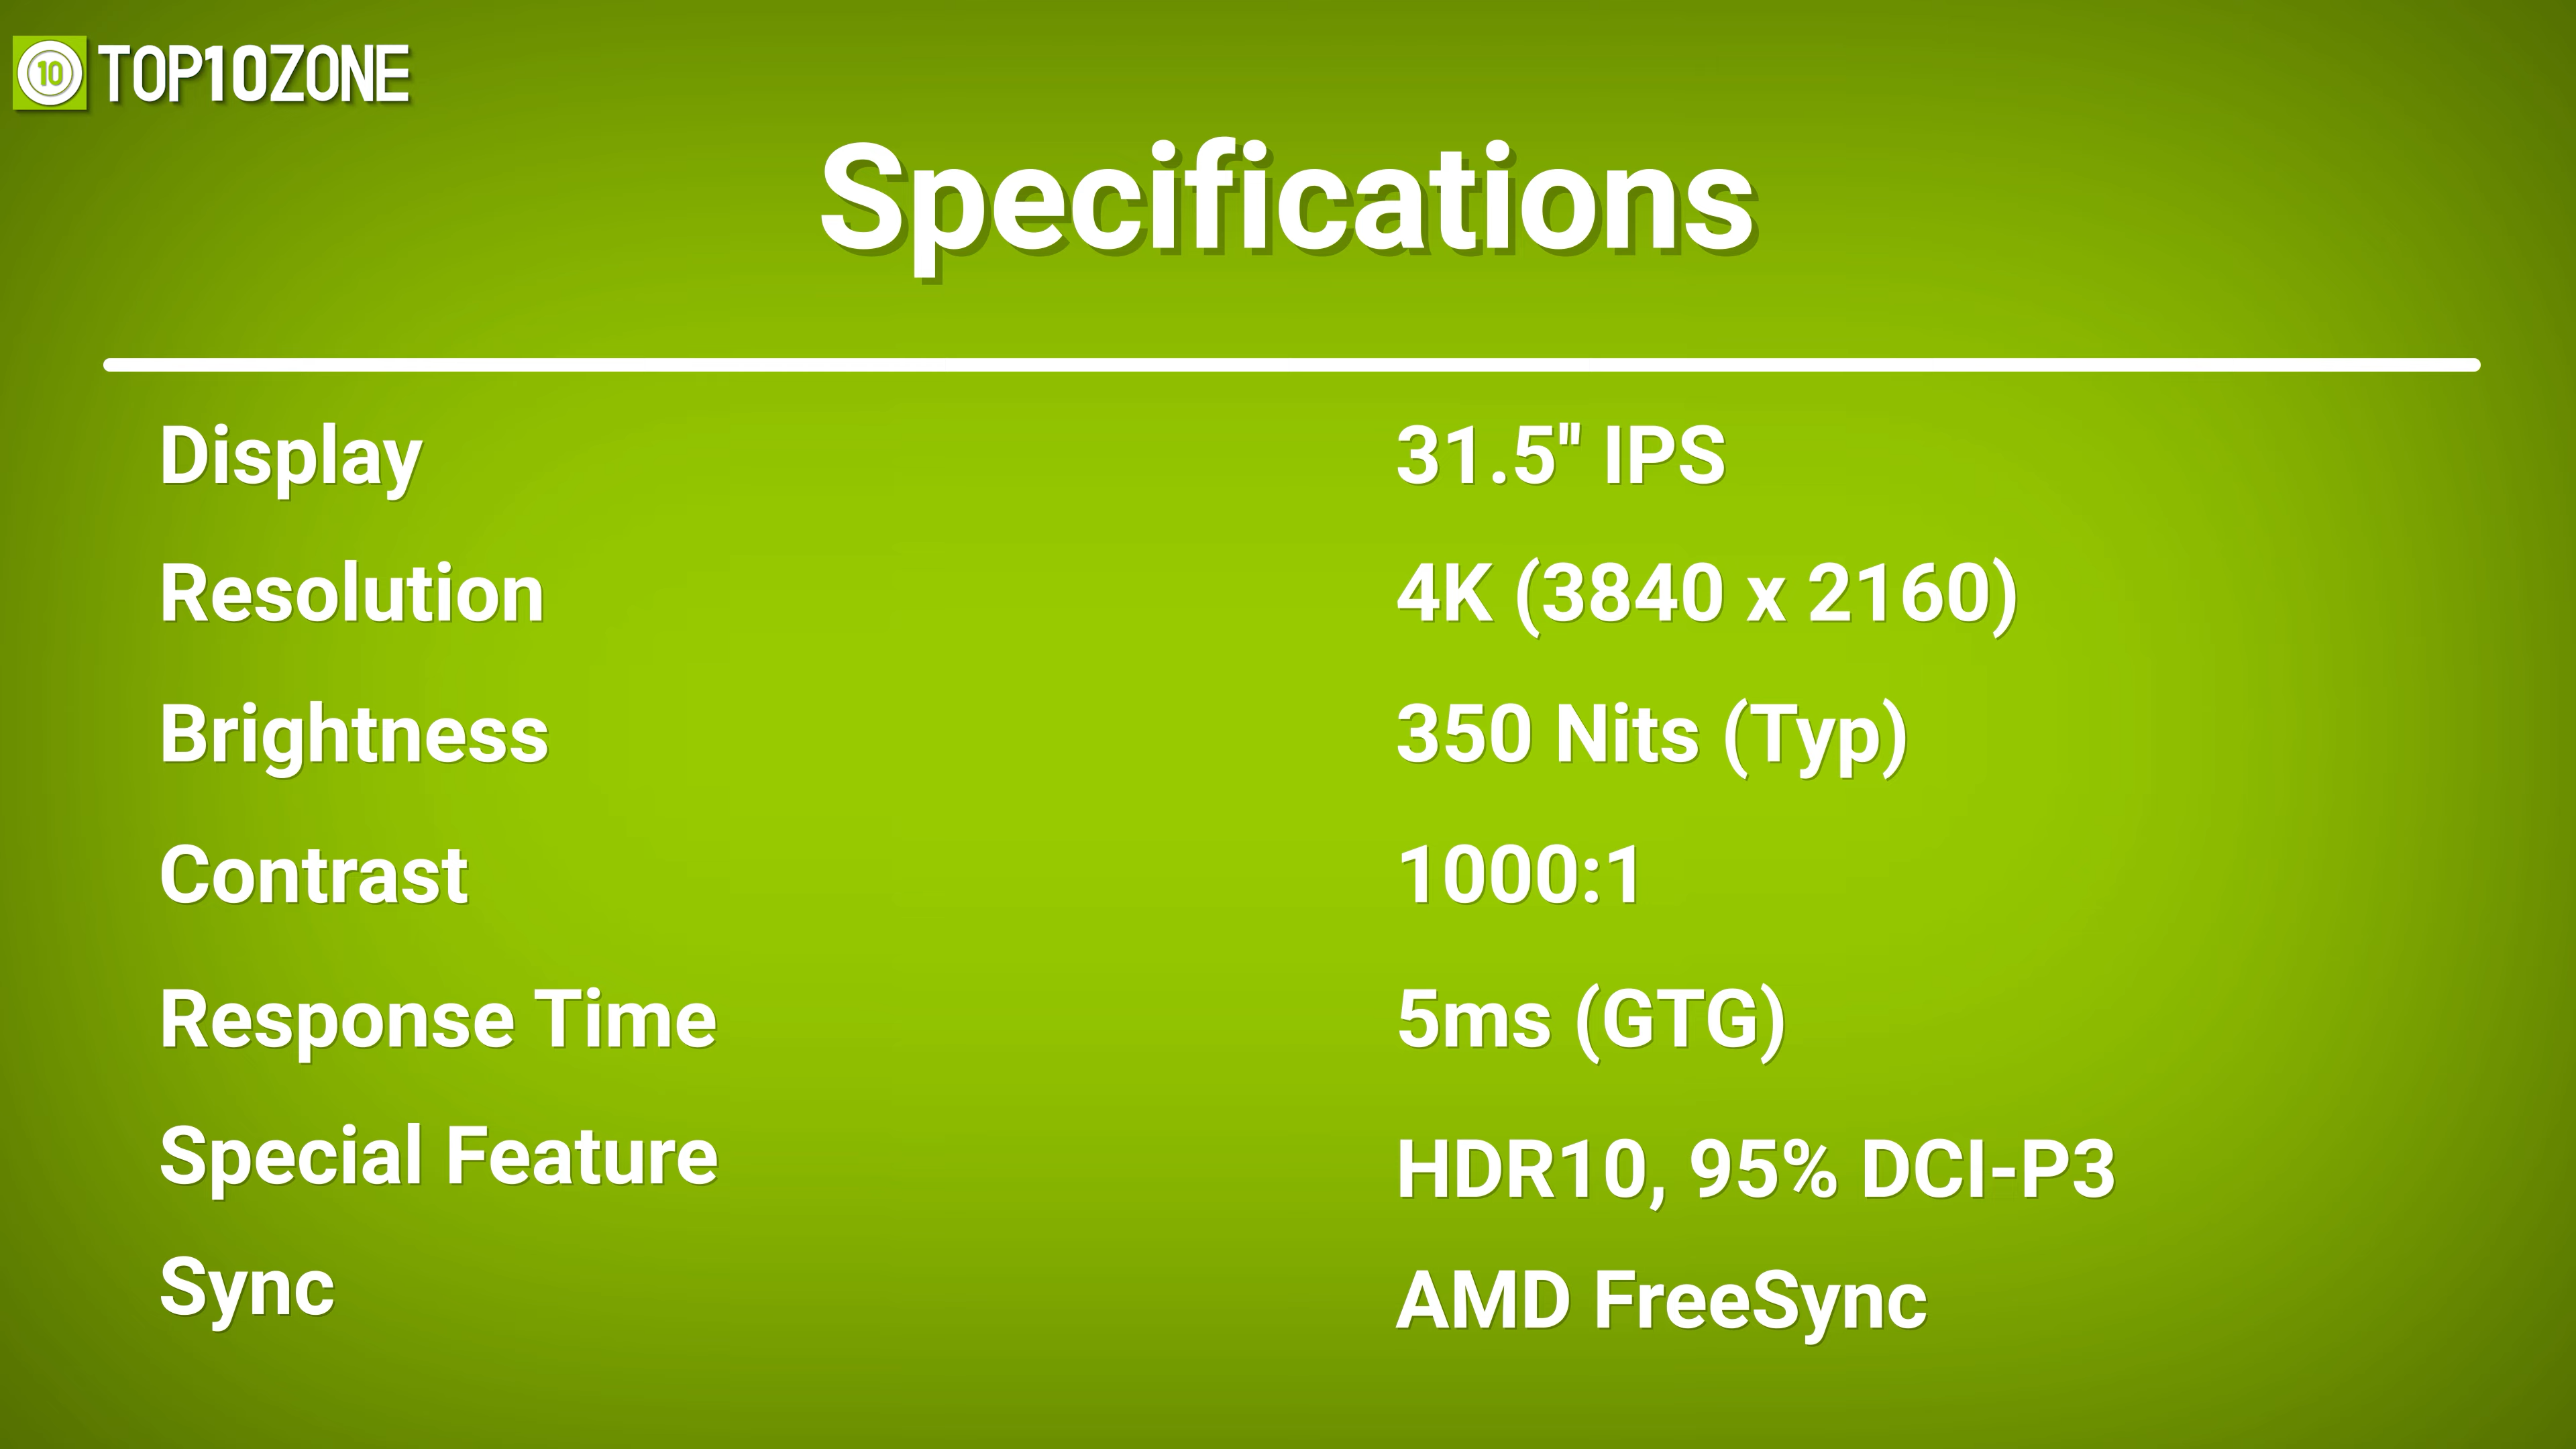 10 TOP10ZONE
Specifications
Display 31.5" IPS
Resolution 4K (3840 x 2160)
Brightness 350 Nits (Typ)
Contrast 1000:1
Response Time 5ms (GTG)
Special Feature HDR10, 95% DCI-P3
Sync AMD FreeSync